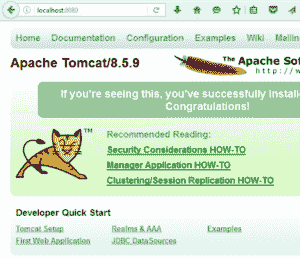 localhost:8080
Home Documentation Configuration Examples Wiki Mailin
Apache Tomcat/8.5.9
The Apache Sof
http://w
If you're seeing this, you've successfully install
Congratulations!
TM
Recommended Reading:
Security Considerations HOW-TO
Manager Application HOW-TO
Clustering/Session Replication HOW-TO
Developer Quick Start
Tomcat Setup Realms & AAA Examples
First Web Application JDBC DataSources